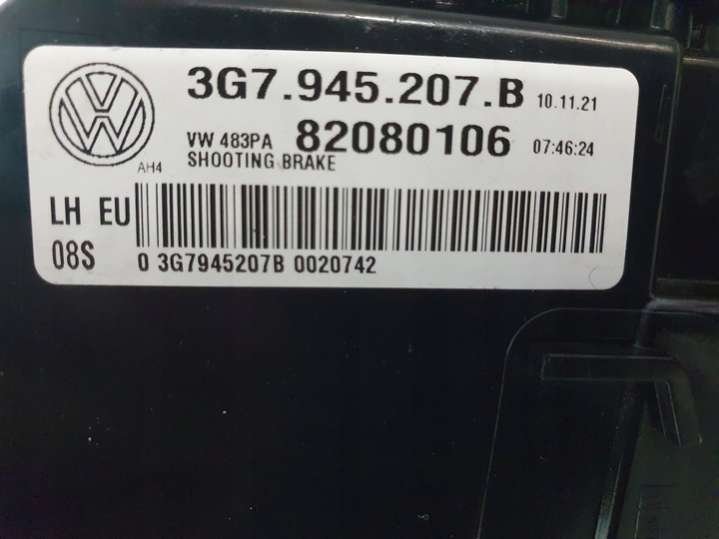 3G7.945.207.B 10.11.21
VW 483PA 82080106 07:46:24
AH4 SHOOTING BRAKE
LH EU
08S
0 3G7945207B 0020742